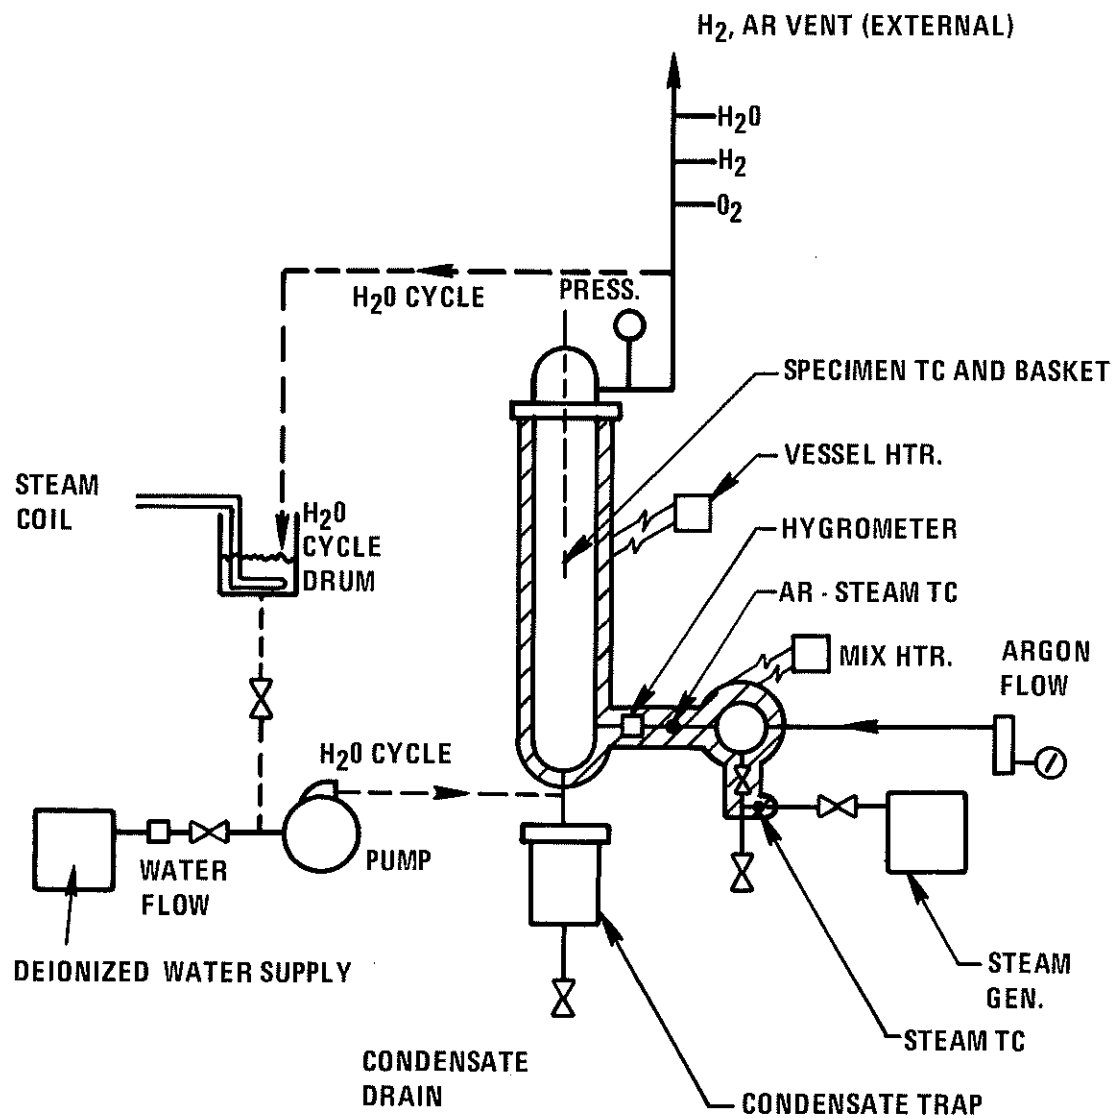 H2, AR VENT (EXTERNAL)
H2O
H2
O2
H2O CYCLE
PRESS.
SPECIMEN TC AND BASKET
VESSEL HTR.
STEAM
COIL
H2O
CYCLE
DRUM
HYGROMETER
AR - STEAM TC
MIX HTR.
ARGON
FLOW
H2O CYCLE
WATER
FLOW
PUMP
DEIONIZED WATER SUPPLY
STEAM
GEN.
STEAM TC
CONDENSATE
DRAIN
CONDENSATE TRAP